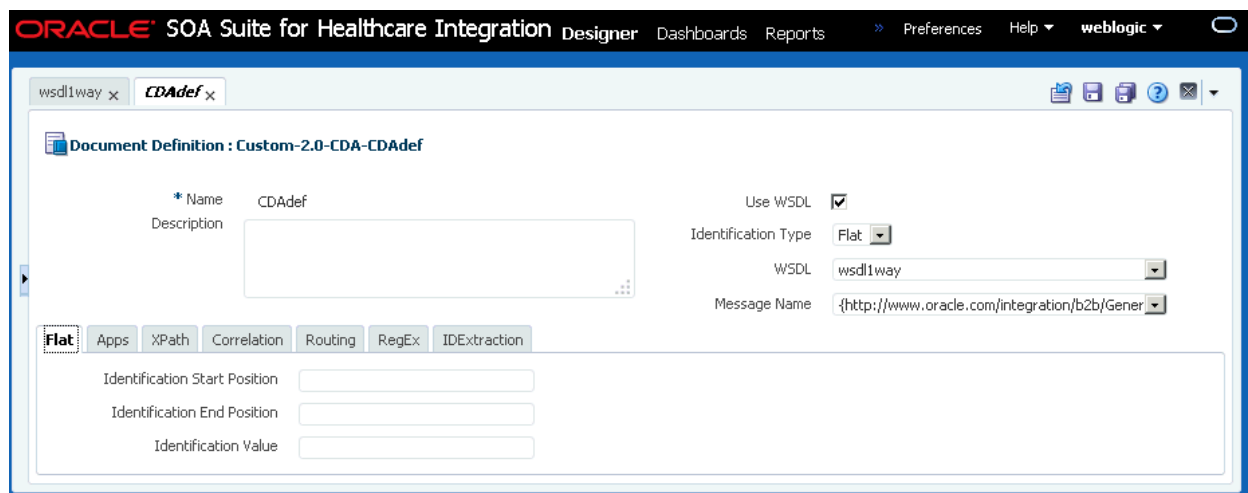 ORACLE® SOA Suite for Healthcare Integration Designer Dashboards Reports » Preferences Help weblogic
wsdl1way x CDAdef x
Document Definition : Custom-2.0-CDA-CDAdef
* Name CDAdef
Description
Use WSDL
Identification Type Flat
WSDL wsdl1way
Message Name {http://www.oracle.com/integration/b2b/Gener
Flat Apps XPath Correlation Routing RegEx IDExtraction
Identification Start Position
Identification End Position
Identification Value